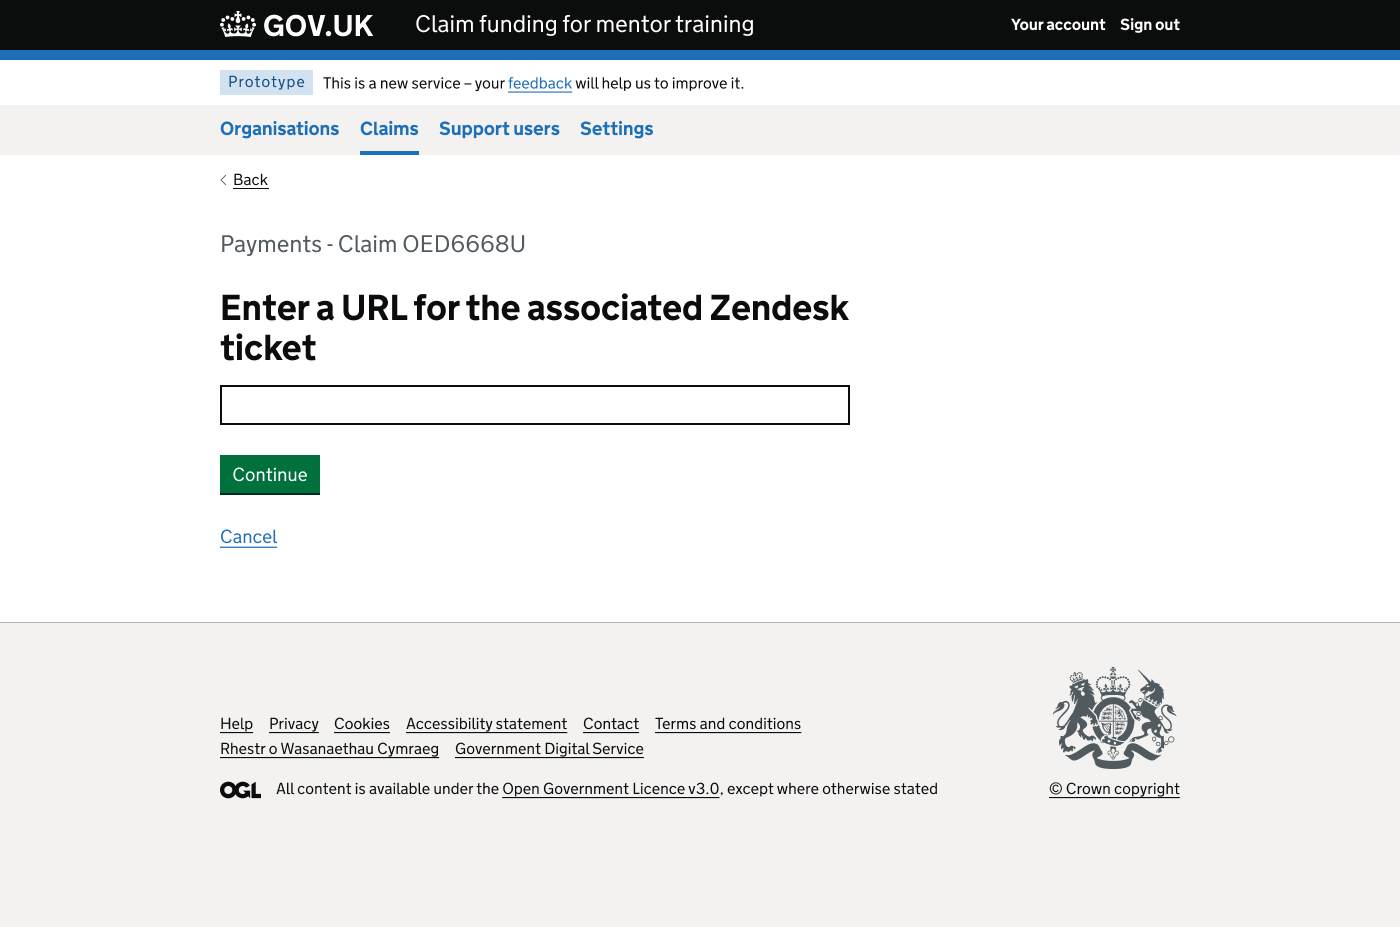 GOV.UK Claim funding for mentor training Your account Sign out
Prototype This is a new service – your feedback will help us to improve it.
Organisations Claims Support users Settings
Back
Payments - Claim OED6668U
Enter a URL for the associated Zendesk
ticket
Continue
Cancel
Help Privacy Cookies Accessibility statement Contact Terms and conditions
Rhestr o Wasanaethau Cymraeg Government Digital Service
OGL All content is available under the Open Government Licence v3.0, except where otherwise stated
© Crown copyright